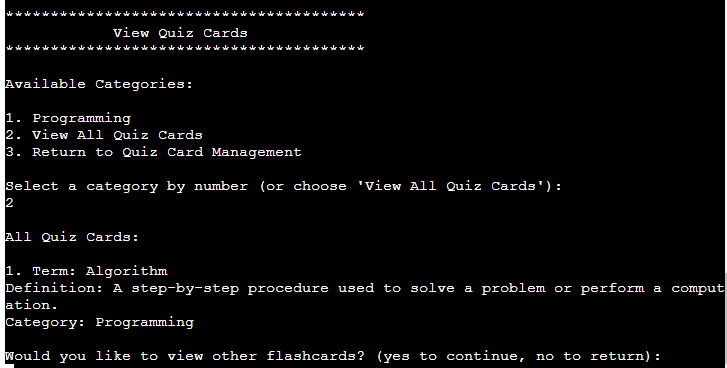 ****************************************
View Quiz Cards
****************************************
Available Categories:
1. Programming
2. View All Quiz Cards
3. Return to Quiz Card Management
Select a category by number (or choose 'View All Quiz Cards'):
2
All Quiz Cards:
1. Term: Algorithm
Definition: A step-by-step procedure used to solve a problem or perform a comput
ation.
Category: Programming
Would you like to view other flashcards? (yes to continue, no to return):